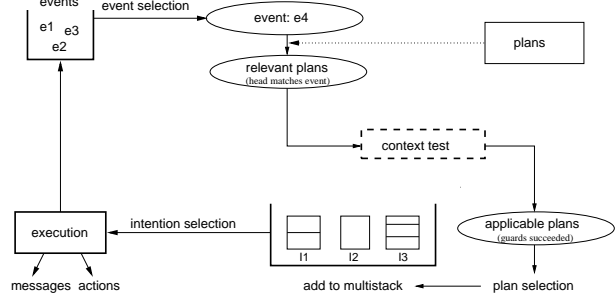 events
event selection
event: e4
e1
e3
e2
plans
relevant plans
(head matches event)
context test
intention selection
execution
applicable plans
(guards succeeded)
I1
I2
I3
messages
actions
add to multistack
plan selection